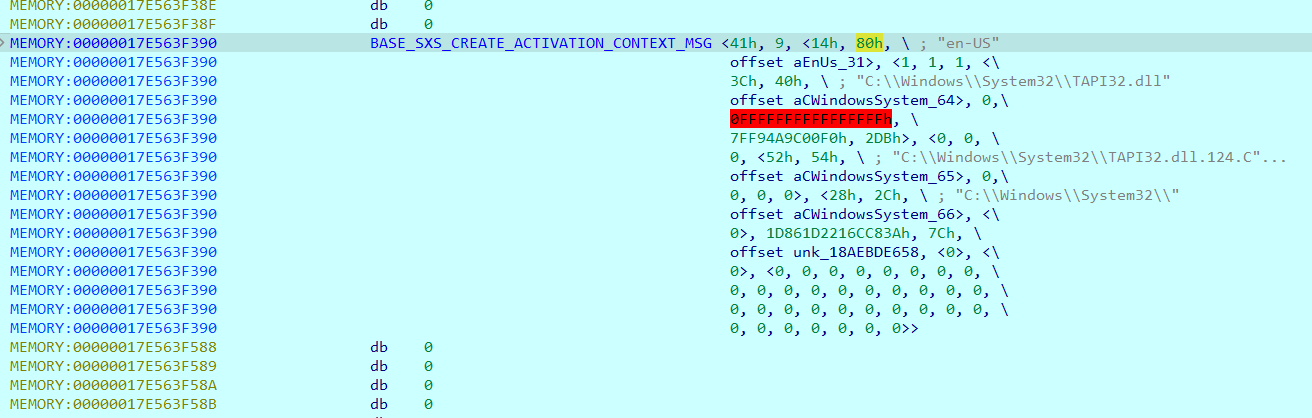 MEMORY:00000017E563F38E db 0
MEMORY:00000017E563F38F db 0
MEMORY:00000017E563F390 BASE_SXS_CREATE_ACTIVATION_CONTEXT_MSG <41h, 9, <14h, 80h, \ ; "en-US"
MEMORY:00000017E563F390 offset aEnUs_31>, <1, 1, 1, <\
MEMORY:00000017E563F390 3Ch, 40h, \ ; "C:\\Windows\\System32\\TAPI32.dll"
MEMORY:00000017E563F390 offset aCWindowsSystem_64>, 0,\
MEMORY:00000017E563F390 0FFFFFFFFFFFFFFFFh, \
MEMORY:00000017E563F390 7FF94A9C00F0h, 2DBh>, <0, 0, \
MEMORY:00000017E563F390 0, <52h, 54h, \ ; "C:\\Windows\\System32\\TAPI32.dll.124.C"...
MEMORY:00000017E563F390 offset aCWindowsSystem_65>, 0,\
MEMORY:00000017E563F390 0, 0, 0>, <28h, 2Ch, \ ; "C:\\Windows\\System32\\"
MEMORY:00000017E563F390 offset aCWindowsSystem_66>, <\
MEMORY:00000017E563F390 0>, 1D861D2216CC83Ah, 7Ch, \
MEMORY:00000017E563F390 offset unk_18AEBDE658, <0>, <\
MEMORY:00000017E563F390 0>, <0, 0, 0, 0, 0, 0, 0, 0, \
MEMORY:00000017E563F390 0, 0, 0, 0, 0, 0, 0, 0, 0, 0, \
MEMORY:00000017E563F390 0, 0, 0, 0, 0, 0, 0, 0, 0, 0, \
MEMORY:00000017E563F390 0, 0, 0, 0, 0, 0, 0>>
MEMORY:00000017E563F588 db 0
MEMORY:00000017E563F589 db 0
MEMORY:00000017E563F58A db 0
MEMORY:00000017E563F58B db 0